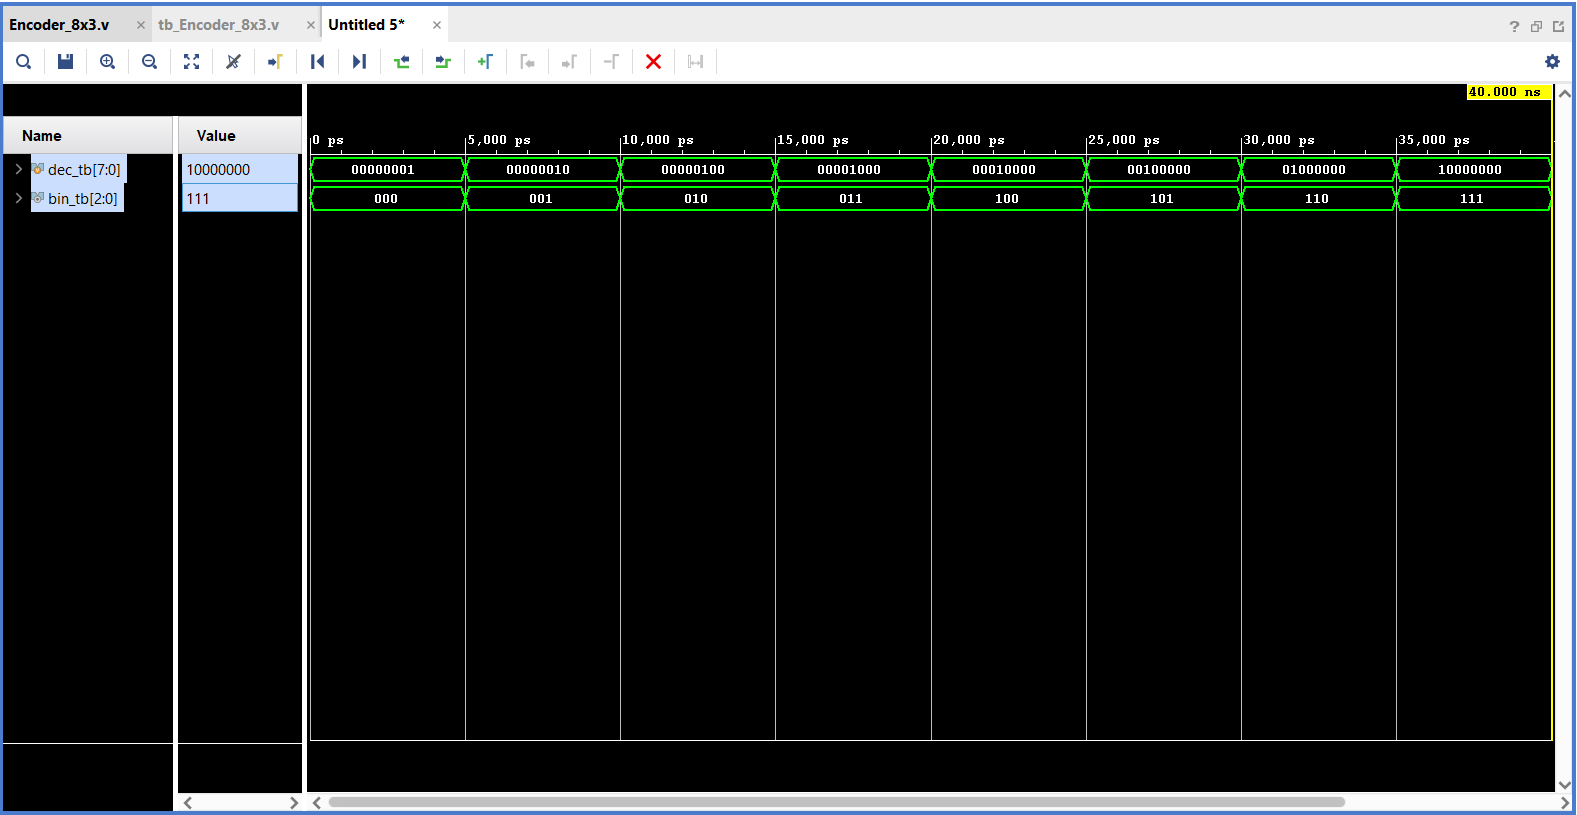 Encoder_8x3.v × tb_Encoder_8x3.v × Untitled 5* ×
40.000 ns
Name Value
0 ps 5,000 ps 10,000 ps 15,000 ps 20,000 ps 25,000 ps 30,000 ps 35,000 ps
dec_tb[7:0] 10000000 00000001 00000010 00000100 00001000 00010000 00100000 01000000 10000000
bin_tb[2:0] 111 000 001 010 011 100 101 110 111